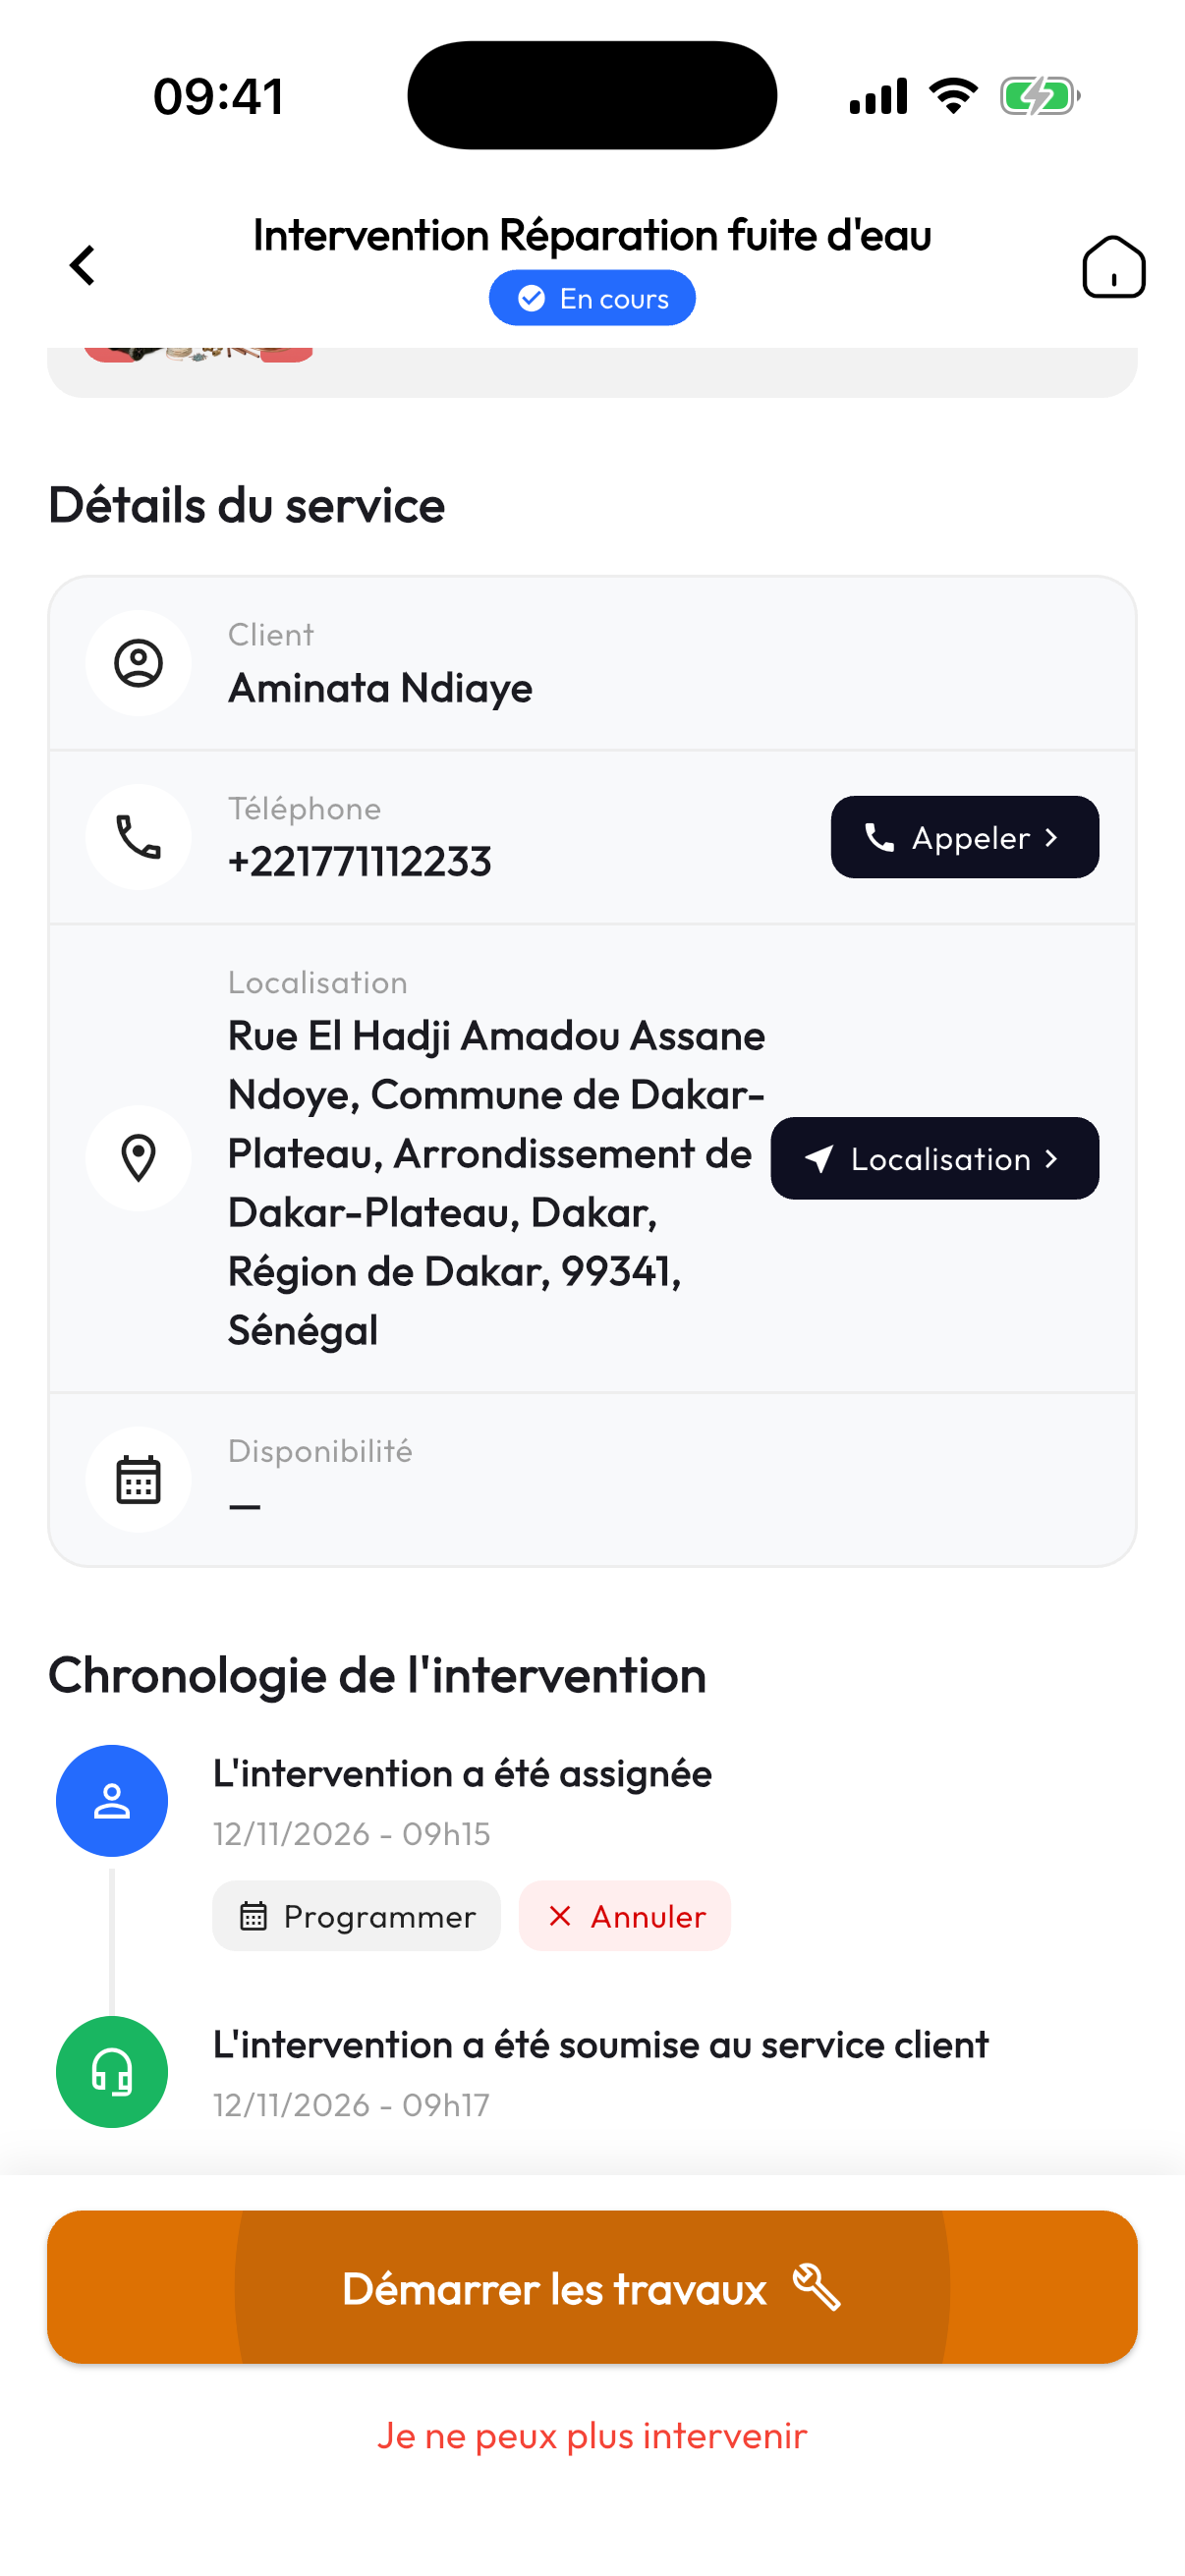 09:41
Intervention Réparation fuite d'eau
En cours
Détails du service
Client
Aminata Ndiaye
Téléphone
+221771112233
Appeler
Localisation
Rue El Hadji Amadou Assane
Ndoye, Commune de Dakar-
Plateau, Arrondissement de
Dakar-Plateau, Dakar,
Région de Dakar, 99341,
Sénégal
Localisation
Disponibilité
—
Chronologie de l'intervention
L'intervention a été assignée
12/11/2026 - 09h15
Programmer
Annuler
L'intervention a été soumise au service client
12/11/2026 - 09h17
Démarrer les travaux
Je ne peux plus intervenir